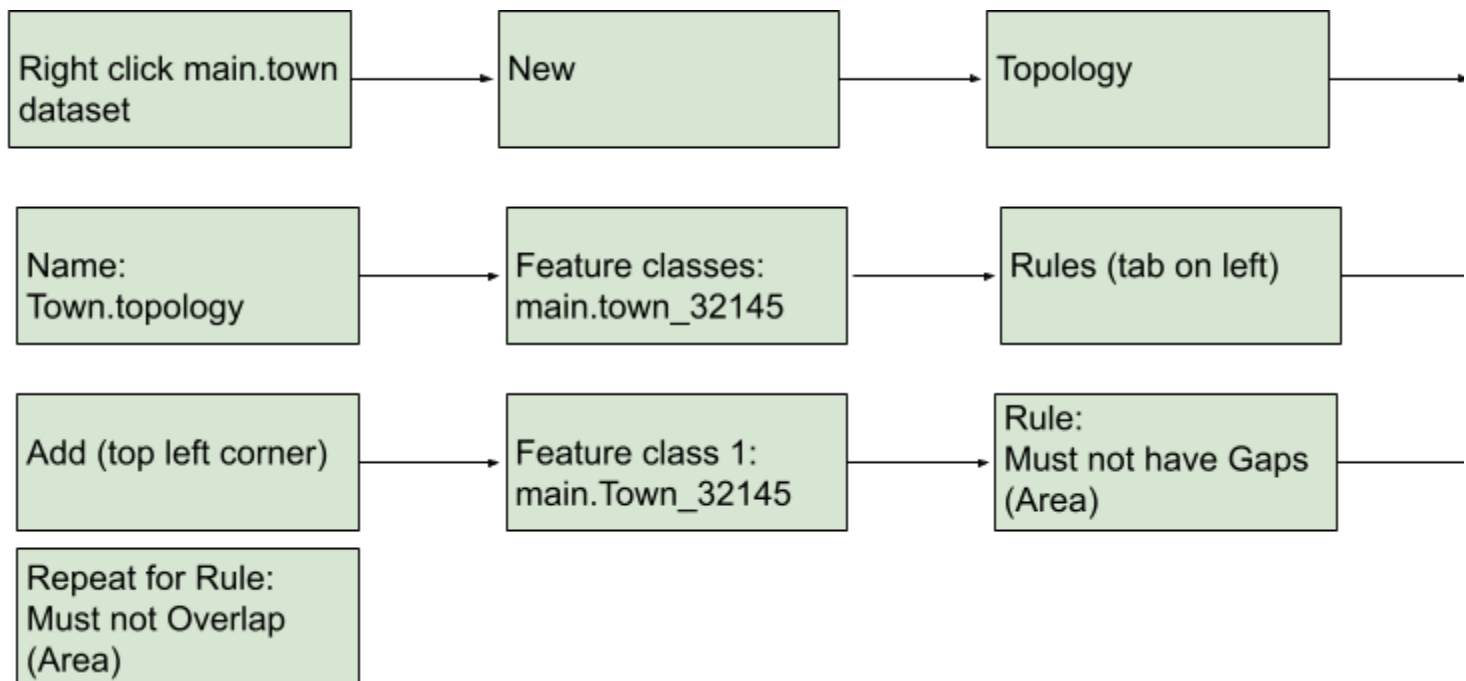 Right click main.town
dataset
New
Topology
Name:
Town.topology
Feature classes:
main.town_32145
Rules (tab on left)
Add (top left corner)
Feature class 1:
main.Town_32145
Rule:
Must not have Gaps
(Area)
Repeat for Rule:
Must not Overlap
(Area)